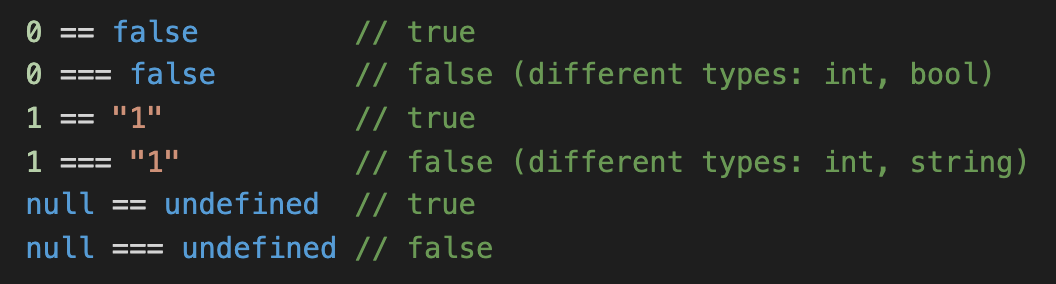 0 == false // true
0 === false // false (different types: int, bool)
1 == "1" // true
1 === "1" // false (different types: int, string)
null == undefined // true
null === undefined // false